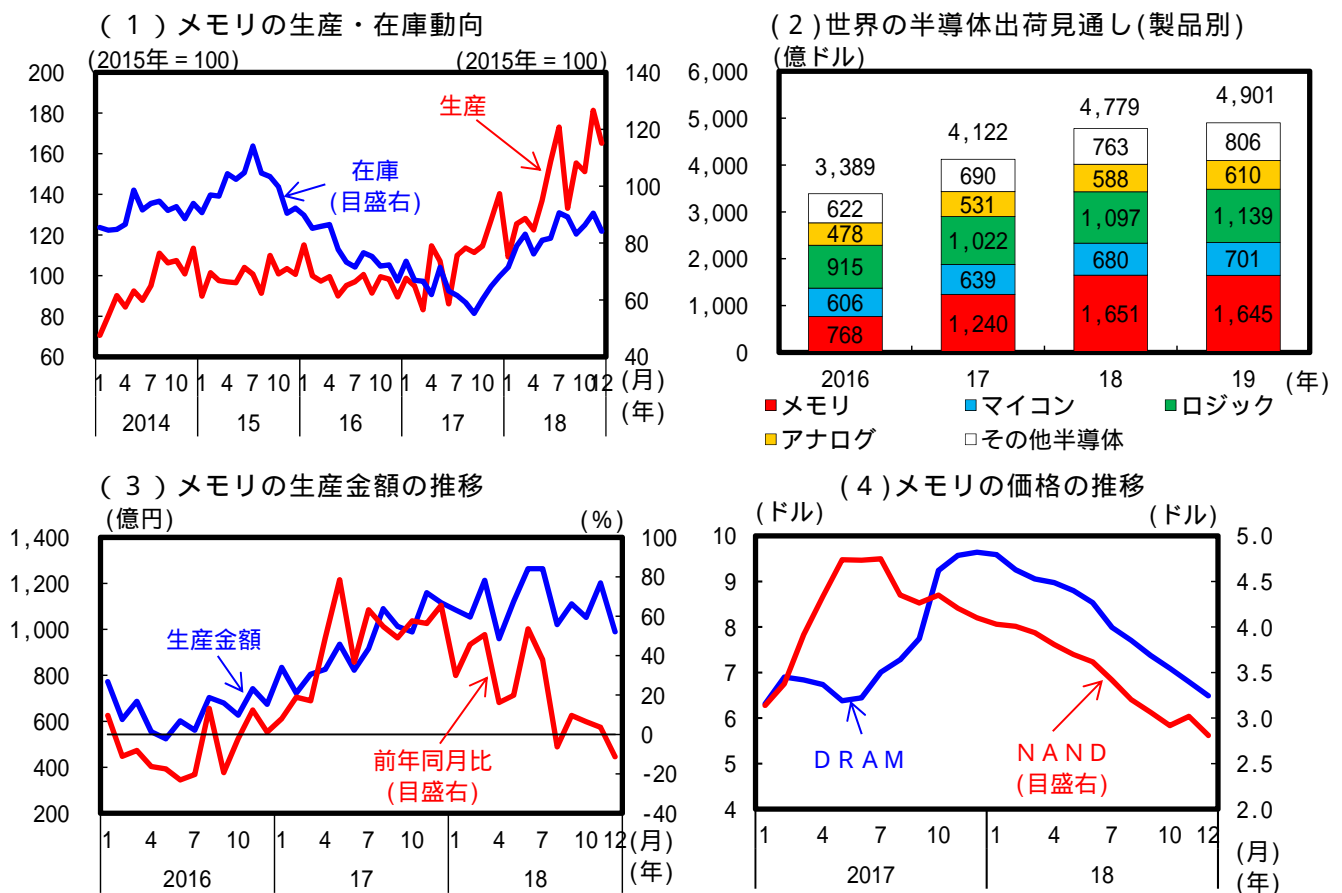 (１)メモリの生産・在庫動向
(2015年＝100)
(2015年＝100)
200
180
160
140
120
100
80
60
140
120
100
80
60
40
生産
在庫
(目盛右)
1 4 7 10 1 4 7 10 1 4 7 10 1 4 7 10 1 4 7 10 12 (月)
2014 15 16 17 18 (年)
(２)世界の半導体出荷見通し(製品別)
(億ドル)
6,000
5,000
4,000
3,000
2,000
1,000
0
3,389
622
478
915
606
768
4,122
690
531
1,022
639
1,240
4,779
763
588
1,097
680
1,651
4,901
806
610
1,139
701
1,645
2016 17 18 19 (年)
メモリ マイコン ロジック
アナログ その他半導体
(３)メモリの生産金額の推移
(億円)
(%)
1,400
1,200
1,000
800
600
400
200
100
80
60
40
20
0
-20
-40
生産金額
前年同月比
(目盛右)
1 4 7 10 1 4 7 10 1 4 7 10 12 (月)
2016 17 18 (年)
(４)メモリの価格の推移
(ドル)
(ドル)
10
9
8
7
6
5
4
5.0
4.5
4.0
3.5
3.0
2.5
2.0
ＤＲＡＭ
ＮＡＮＤ
(目盛右)
1 4 7 10 1 4 7 10 12 (月)
2017 18 (年)